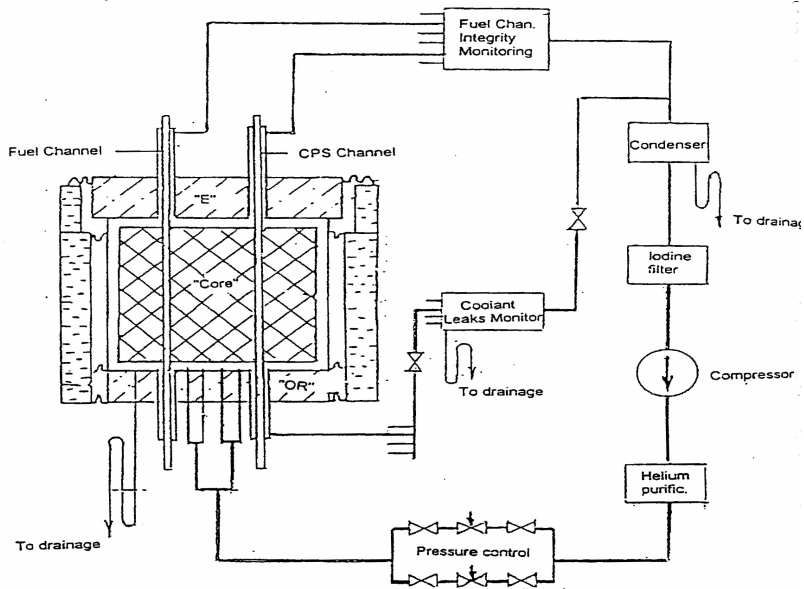 Fuel Chan.
Integrity
Monitoring
Fuel Channel
CPS Channel
Condenser
"E"
To drainag
Iodine
filter
"Core"
Coolant
Leaks Monitor
Compressor
"OR"
To drainage
Helium
purific.
To drainage
Pressure control